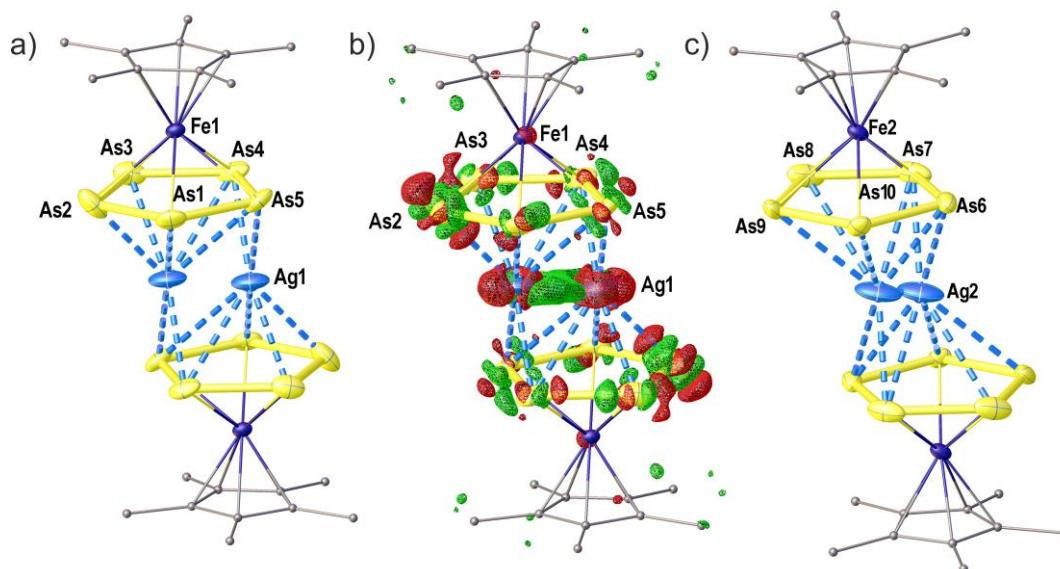 a)
Fe1
As3
As4
As1
As2
As5
Ag1
b)
Fe1
As3
As4
As2
As5
Ag1
c)
Fe2
As8
As7
As10
As9
As6
Ag2